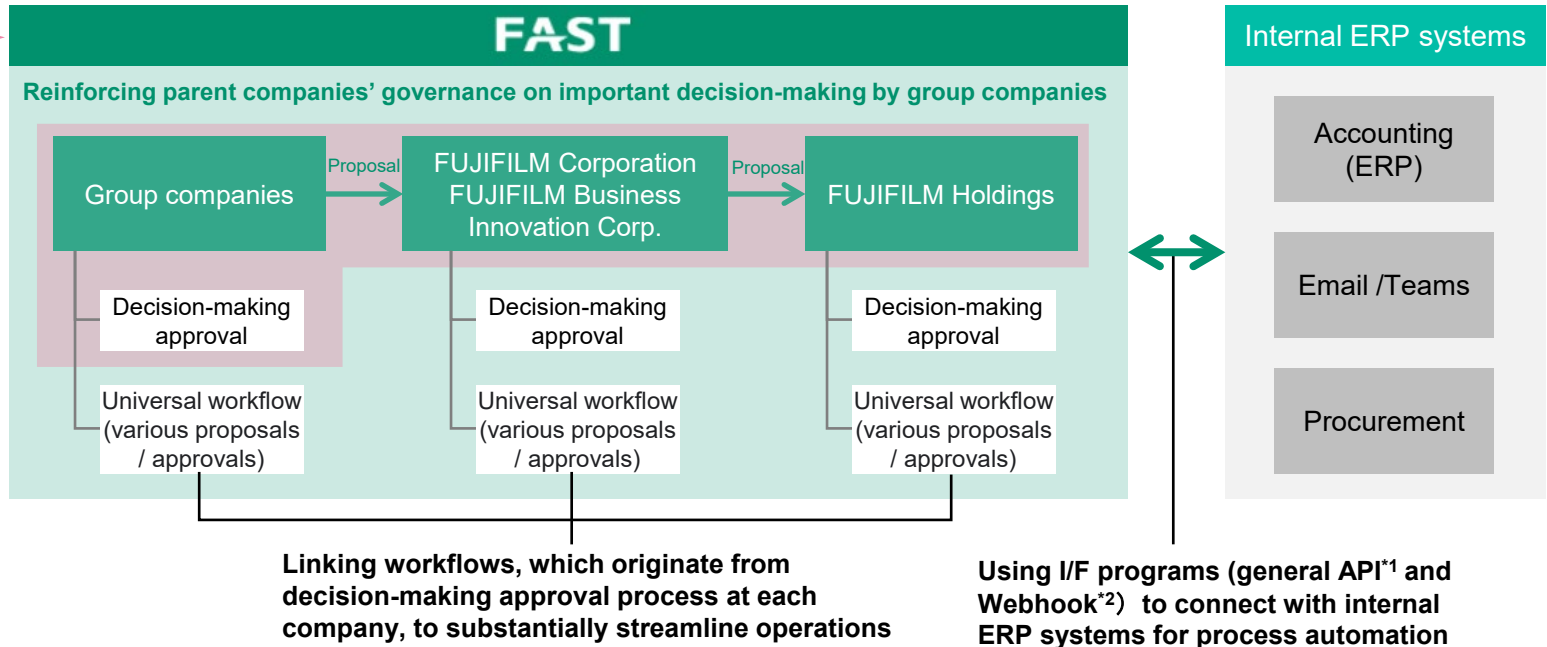 FAST
Internal ERP systems
Reinforcing parent companies’ governance on important decision-making by group companies
Group companies
Proposal
FUJIFILM Corporation
FUJIFILM Business
Innovation Corp.
Proposal
FUJIFILM Holdings
Decision-making
approval
Decision-making
approval
Decision-making
approval
Universal workflow
(various proposals
/ approvals)
Universal workflow
(various proposals
/ approvals)
Universal workflow
(various proposals
/ approvals)
Accounting
(ERP)
Email /Teams
Procurement
Linking workflows, which originate from
decision-making approval process at each
company, to substantially streamline operations
Using I/F programs (general API*1 and
Webhook*2） to connect with internal
ERP systems for process automation